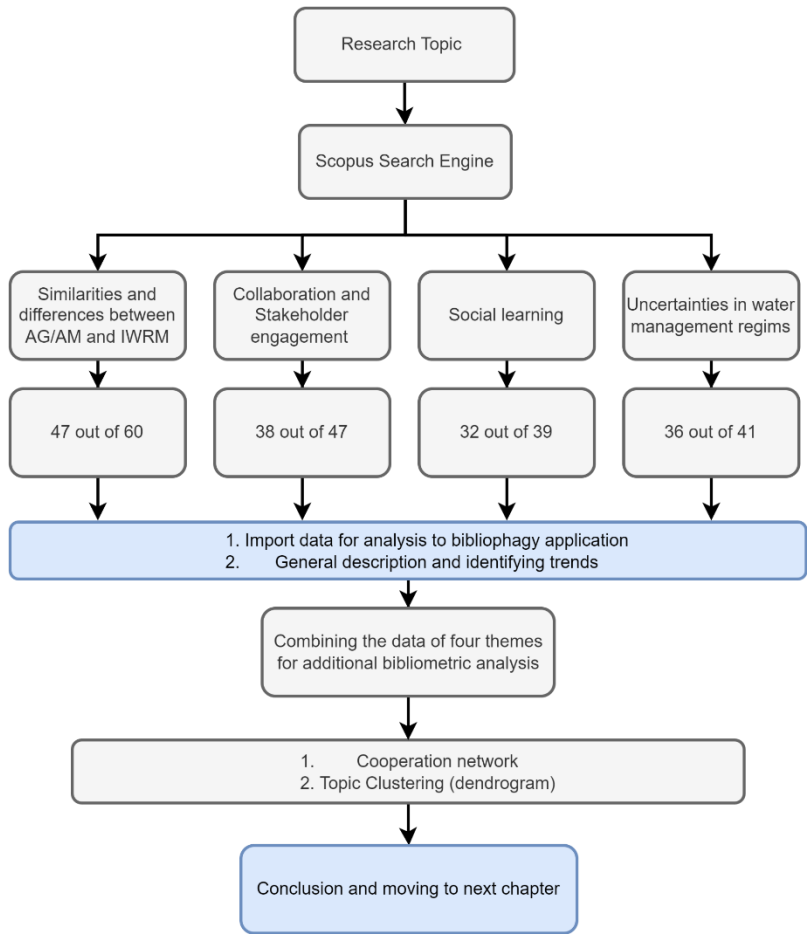 Research Topic
Scopus Search Engine
Similarities and
differences between
AG/AM and IWRM
Collaboration and
Stakeholder
engagement
Social learning
Uncertainties in water
management regims
47 out of 60
38 out of 47
32 out of 39
36 out of 41
1. Import data for analysis to bibliophagy application
2. General description and identifying trends
Combining the data of four themes
for additional bibliometric analysis
1. Cooperation network
2. Topic Clustering (dendrogram)
Conclusion and moving to next chapter